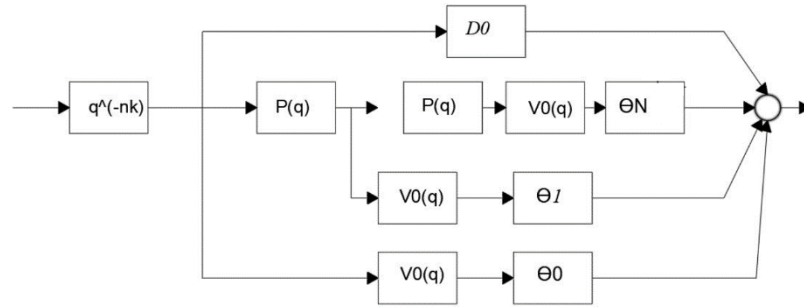 D0
q^(-nk)
P(q)
P(q)
V0(q)
ΘN
V0(q)
Θ1
V0(q)
Θ0